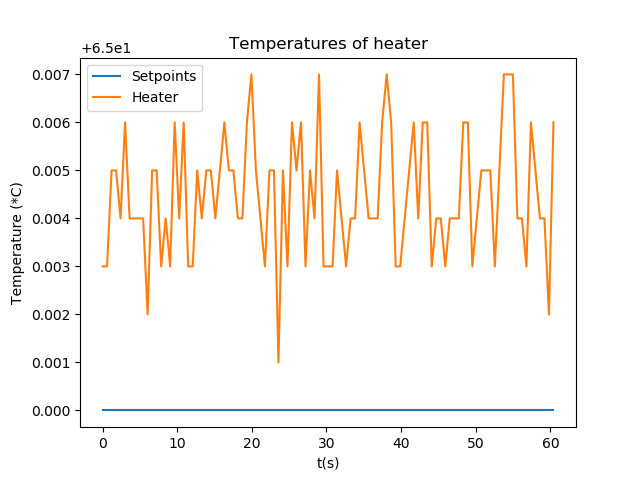 +6.5e1
Temperatures of heater
Setpoints
Heater
0.007
0.006
0.005
0.004
0.003
0.002
0.001
0.000
Temperature (*C)
0 10 20 30 40 50 60
t(s)